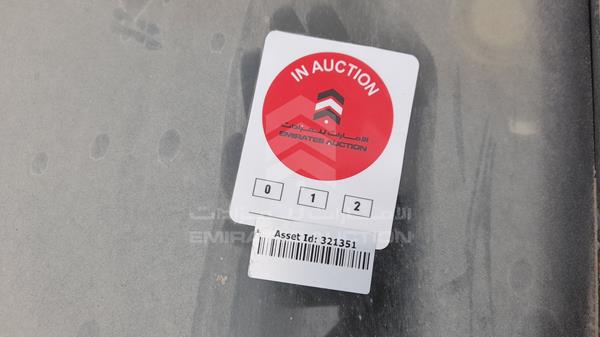 IN AUCTION
الإمارات للمزادات
EMIRATES AUCTION
0 1 2
الإمارات للمزادات
EMIRATES AUCTION
Asset Id: 321351